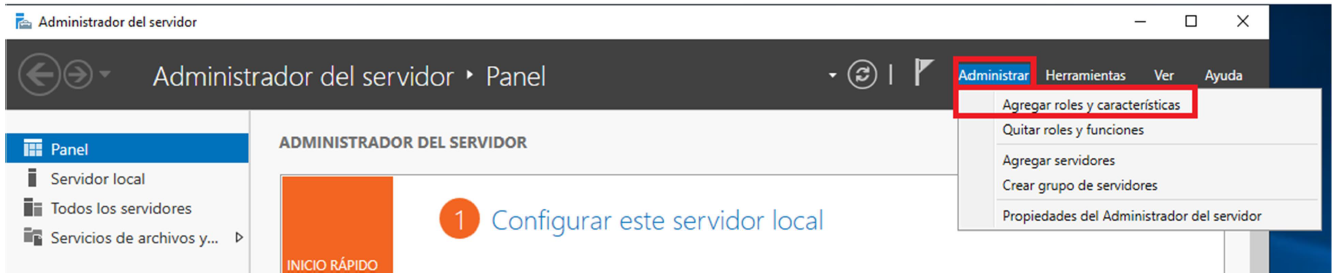 Administrador del servidor
Administrador del servidor ‣ Panel
Administrar Herramientas Ver Ayuda
Agregar roles y características
Quitar roles y funciones
Agregar servidores
Crear grupo de servidores
Propiedades del Administrador del servidor
Panel
Servidor local
Todos los servidores
Servicios de archivos y...
ADMINISTRADOR DEL SERVIDOR
1 Configurar este servidor local
INICIO RÁPIDO